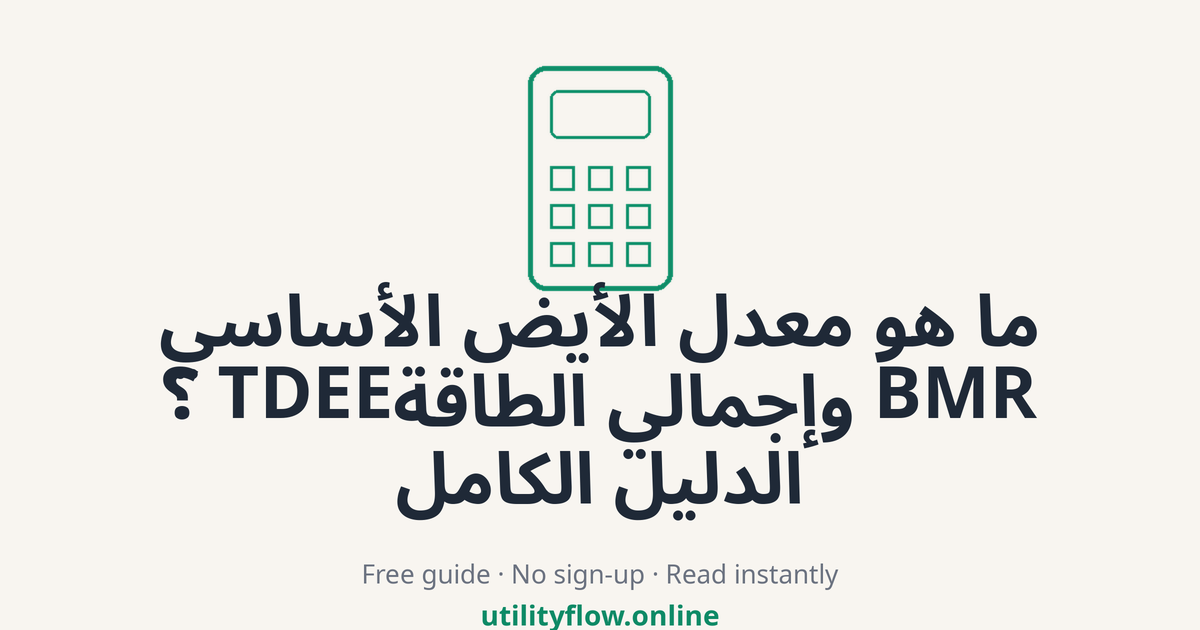 ما هو معدل الأيض الأساسي
BMR وإجمالي الطاقةTDEE ؟
الدليل الكامل
Free guide · No sign-up · Read instantly
utilityflow.online